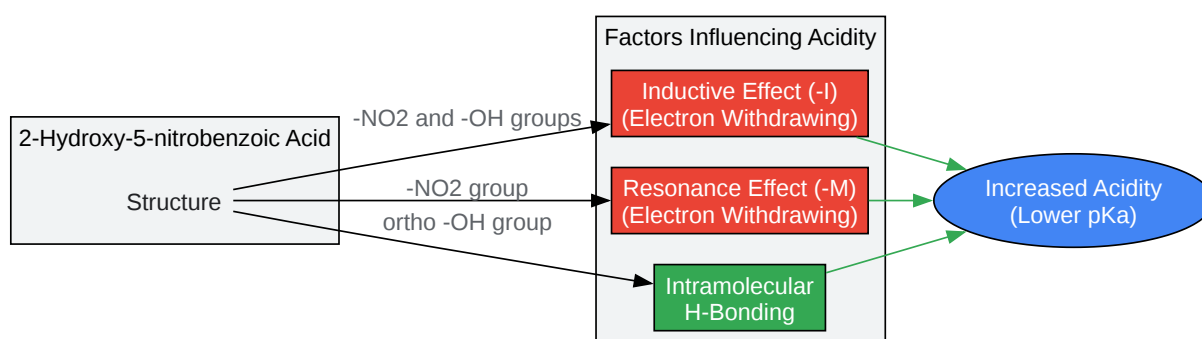 Factors Influencing Acidity
Inductive Effect (-I)
(Electron Withdrawing)
-NO2 and -OH groups
2-Hydroxy-5-nitrobenzoic Acid
Structure
-NO2 group
Resonance Effect (-M)
(Electron Withdrawing)
Increased Acidity
(Lower pKa)
ortho -OH group
Intramolecular
H-Bonding